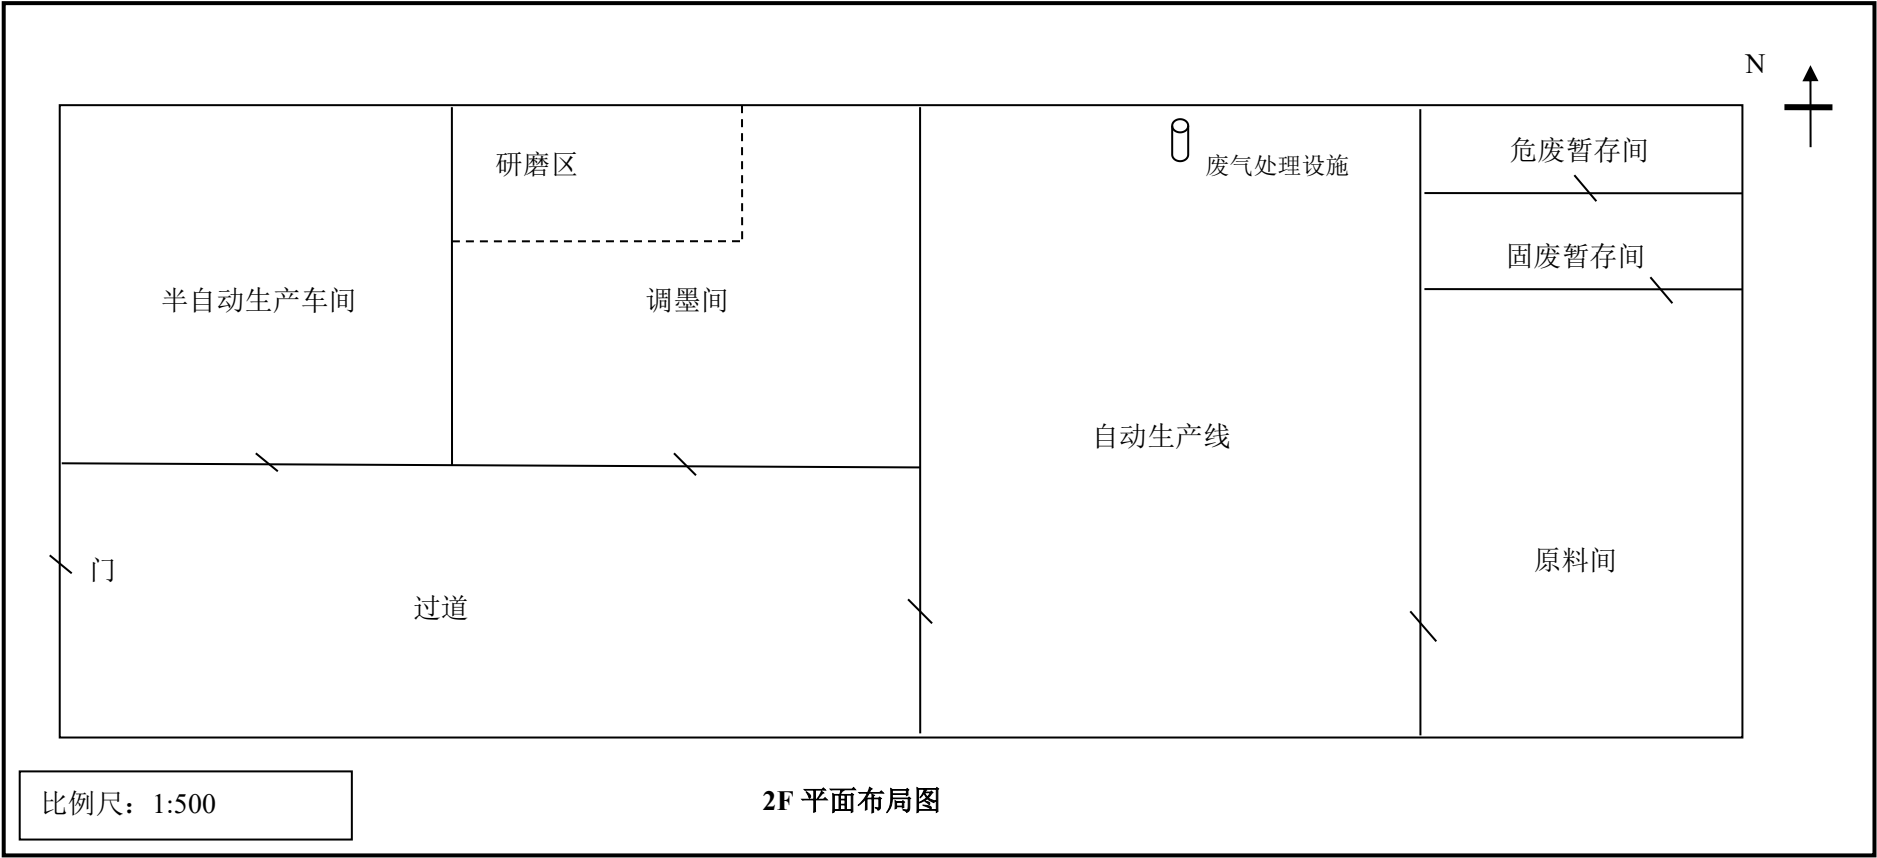 N
研磨区
废气处理设施
危废暂存间
固废暂存间
半自动生产车间
调墨间
自动生产线
原料间
门
过道
比例尺：1:500
2F 平面布局图